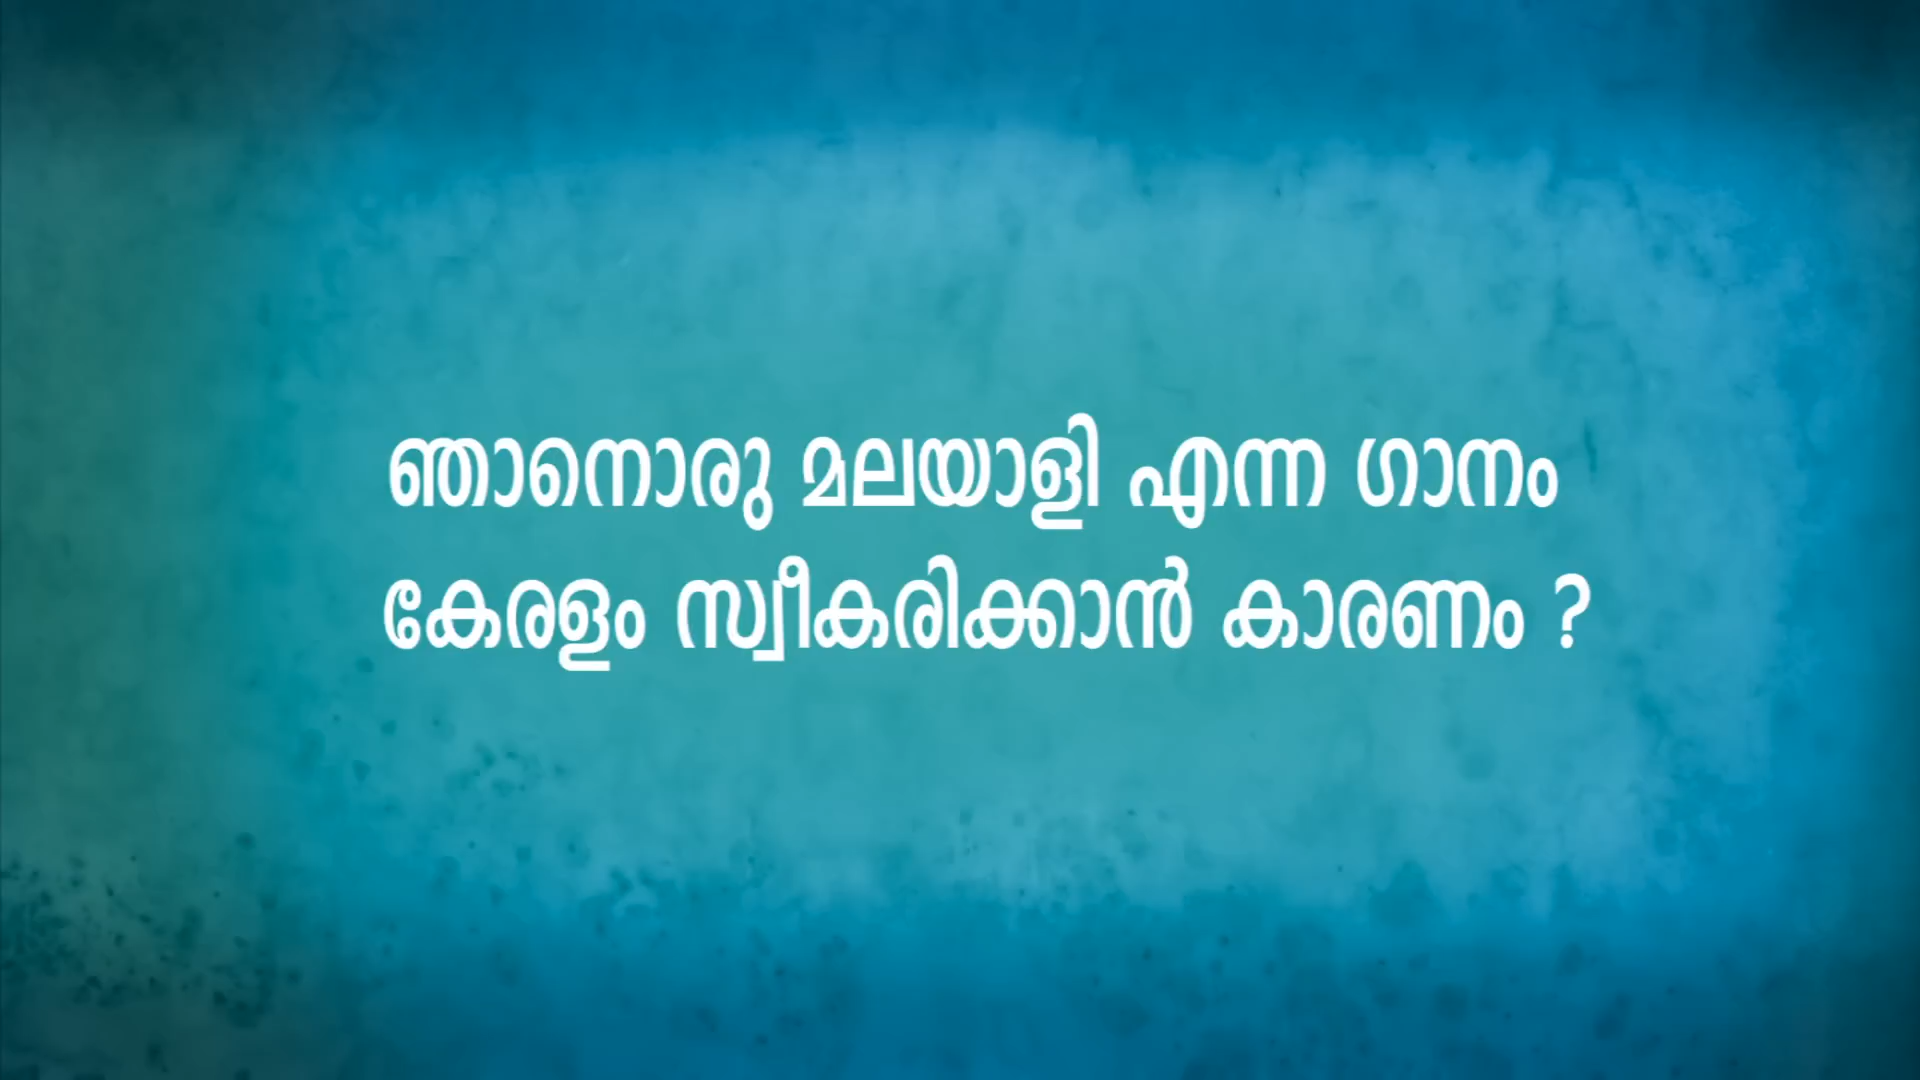 ഞാനൊരു മലയാളി എന്ന ഗാനം
കേരളം സ്വീകരിക്കാൻ കാരണം ?